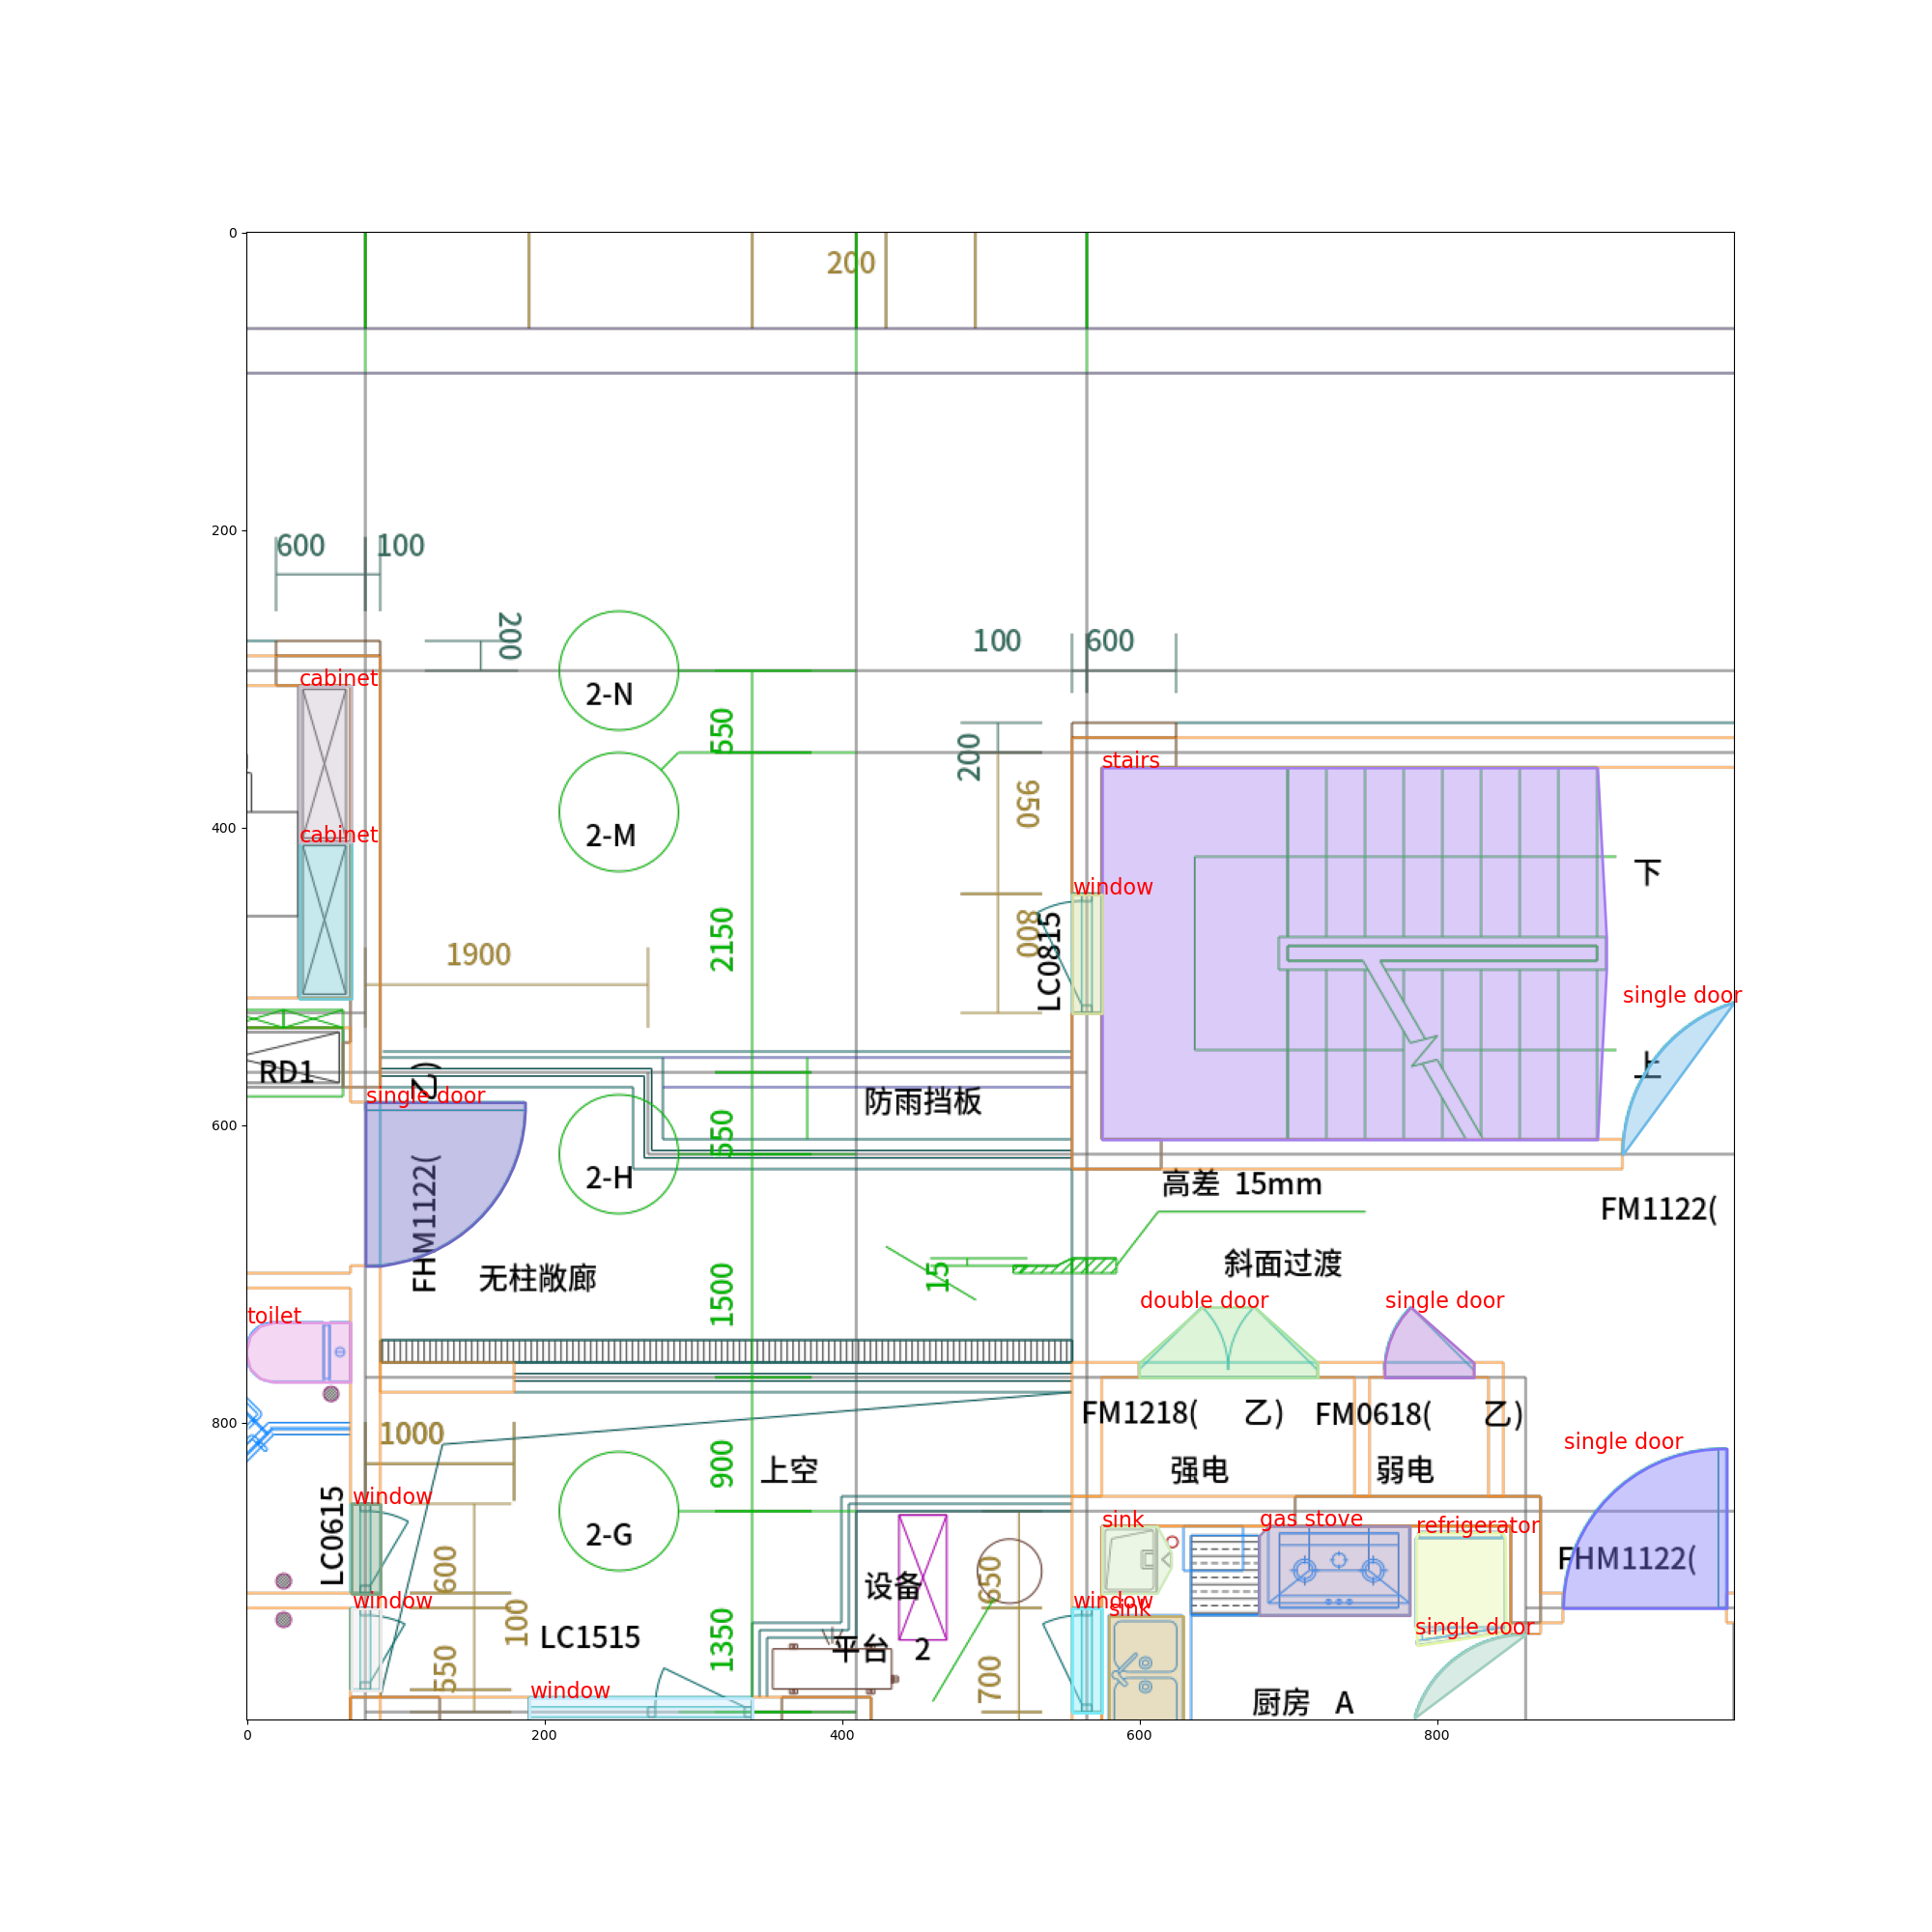 0
200
200
600 100
200
100 600
2-N
cabinet
550
200
stairs
950
2-M
cabinet
400
下
window
800
LC0815
2150
1900
single door
上
RD1
(2
防雨挡板
single door
600
550
2-H
高差 15mm
FHM1122(
FM1122(
斜面过渡
无柱敞廊
15
1500
double door
single door
toilet
FM1218( 乙)
FM0618( 乙)
800
1000
single door
上空
900
强电
弱电
window
LC0615
sink
gas stove
refrigerator
2-G
FHM1122(
设备
650
600
window
window
sink
100
single door
LC1515
平台 2
1350
550
700
window
厨房 A
0
200
400
600
800